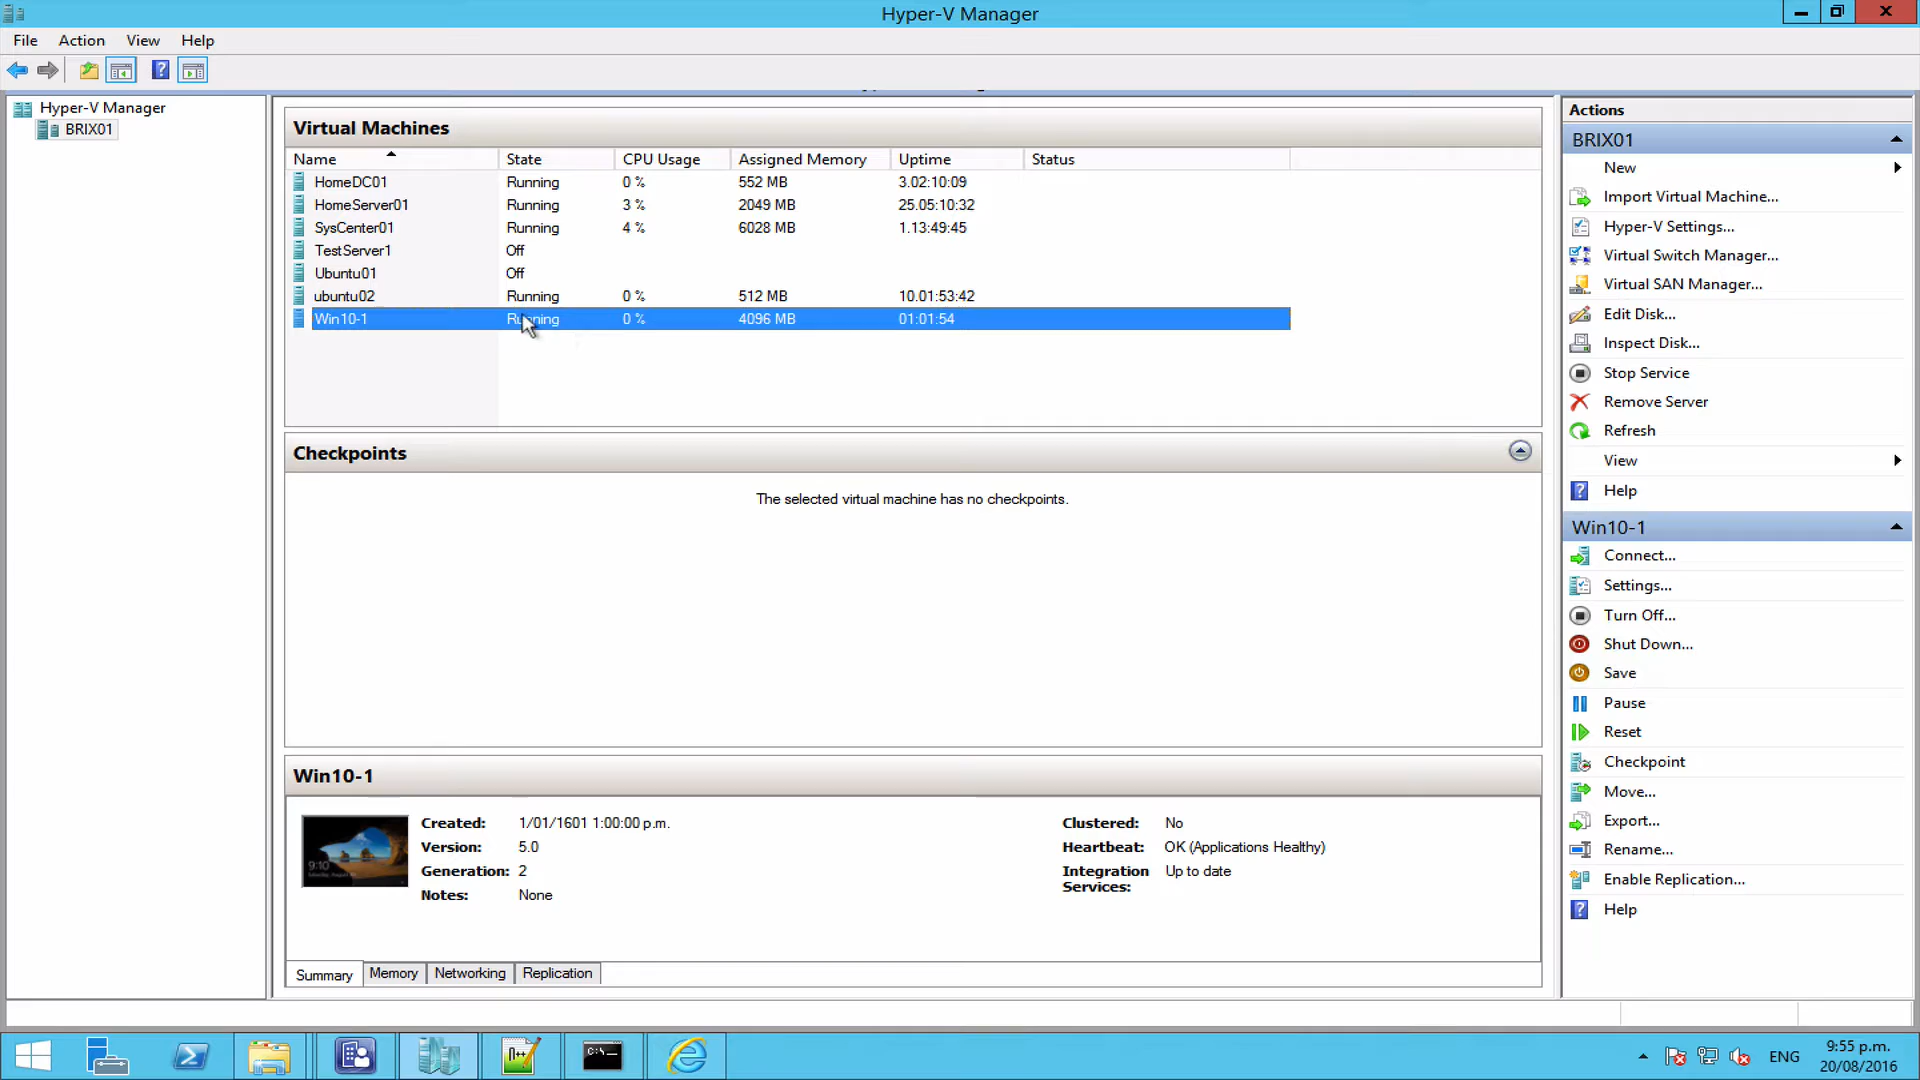 Hyper-V Manager
File Action View Help
Hyper-V Manager
BRIX01
Virtual Machines
Name State CPU Usage Assigned Memory Uptime Status
HomeDC01 Running 0 % 552 MB 3.02:10:09
HomeServer01 Running 3 % 2049 MB 25.05:10:32
SysCenter01 Running 4 % 6028 MB 1.13:49:45
TestServer1 Off
Ubuntu01 Off
ubuntu02 Running 0 % 512 MB 10.01:53:42
Win10-1 Running 0 % 4096 MB 01:01:54
Checkpoints
The selected virtual machine has no checkpoints.
Win10-1
Created: 1/01/1601 1:00:00 p.m.
Version: 5.0
Generation: 2
Notes: None
Clustered: No
Heartbeat: OK (Applications Healthy)
Integration Services: Up to date
9:10
Summary Memory Networking Replication
Actions
BRIX01
New
Import Virtual Machine...
Hyper-V Settings...
Virtual Switch Manager...
Virtual SAN Manager...
Edit Disk...
Inspect Disk...
Stop Service
Remove Server
Refresh
View
Help
Win10-1
Connect...
Settings...
Turn Off...
Shut Down...
Save
Pause
Reset
Checkpoint
Move...
Export...
Rename...
Enable Replication...
Help
ENG
9:55 p.m.
20/08/2016